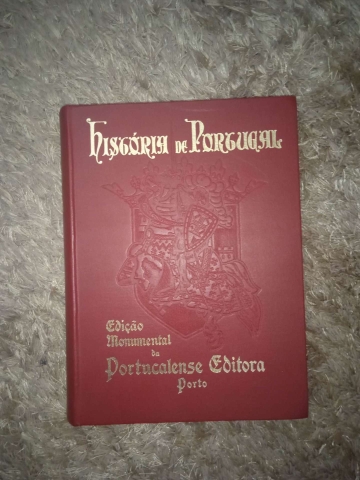 História de Portugal
Edição
Monumental
da
Portucalense Editora
Porto